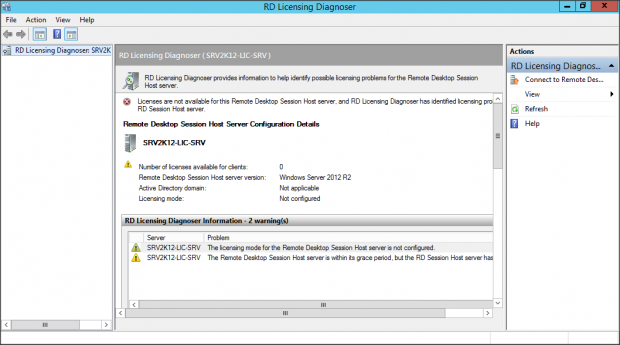 RD Licensing Diagnoser
File Action View Help
RD Licensing Diagnoser: SRV2K
RD Licensing Diagnoser ( SRV2K12-LIC-SRV )
RD Licensing Diagnoser provides information to help identify possible licensing problems for the Remote Desktop Session
Host server.
Licenses are not available for this Remote Desktop Session Host server, and RD Licensing Diagnoser has identified licensing pro
RD Session Host server.
Remote Desktop Session Host Server Configuration Details
SRV2K12-LIC-SRV
Number of licenses available for clients: 0
Remote Desktop Session Host server version: Windows Server 2012 R2
Active Directory domain: Not applicable
Licensing mode: Not configured
RD Licensing Diagnoser Information - 2 warning(s)
Server Problem
SRV2K12-LIC-SRV The licensing mode for the Remote Desktop Session Host server is not configured.
SRV2K12-LIC-SRV The Remote Desktop Session Host server is within its grace period, but the RD Session Host server has
Actions
RD Licensing Diagnos...
Connect to Remote Des...
View
Refresh
Help